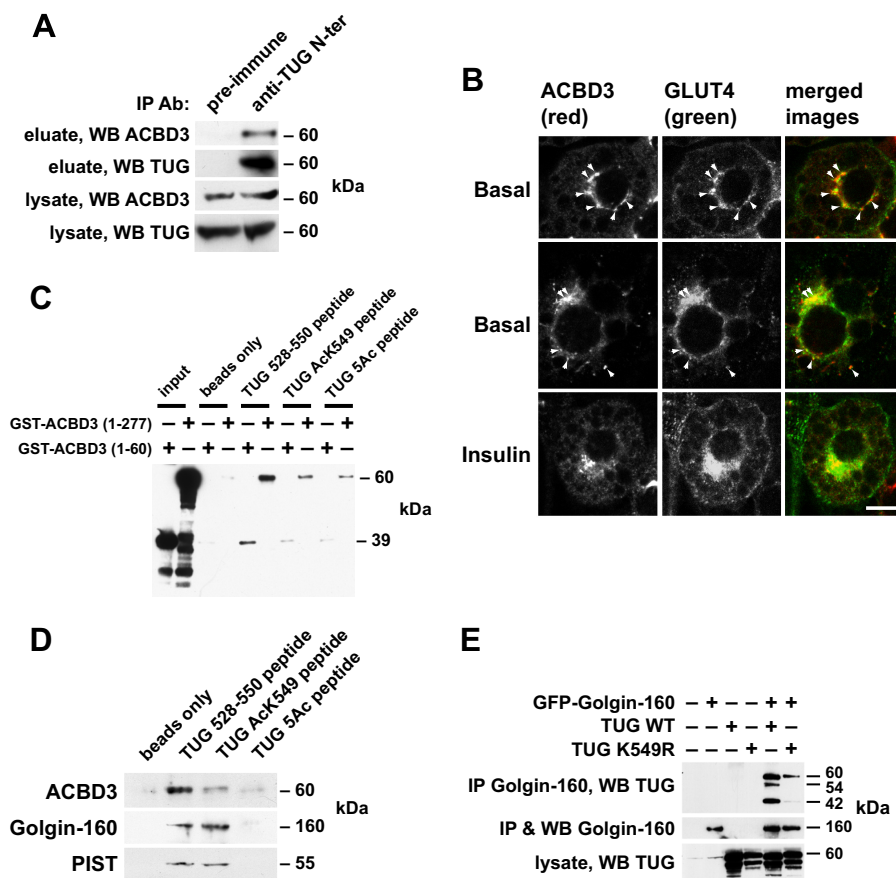 A
IP Ab:
pre-immune
anti-TUG N-ter
eluate, WB ACBD3
– 60
eluate, WB TUG
– 60
kDa
lysate, WB ACBD3
– 60
lysate, WB TUG
– 60
B
ACBD3 (red)
GLUT4 (green)
merged images
Basal
Basal
Insulin
C
input
beads only
TUG 528-550 peptide
TUG AcK549 peptide
TUG 5Ac peptide
GST-ACBD3 (1-277) – + – + – + – + – +
GST-ACBD3 (1-60) + – + – + – + – + –
– 60
kDa
– 39
D
beads only
TUG 528-550 peptide
TUG AcK549 peptide
TUG 5Ac peptide
ACBD3
– 60
kDa
Golgin-160
– 160
PIST
– 55
E
GFP-Golgin-160 – + – – + +
TUG WT – – + – + –
TUG K549R – – – + – +
IP Golgin-160, WB TUG
60
54
42
kDa
IP & WB Golgin-160
160
lysate, WB TUG
60